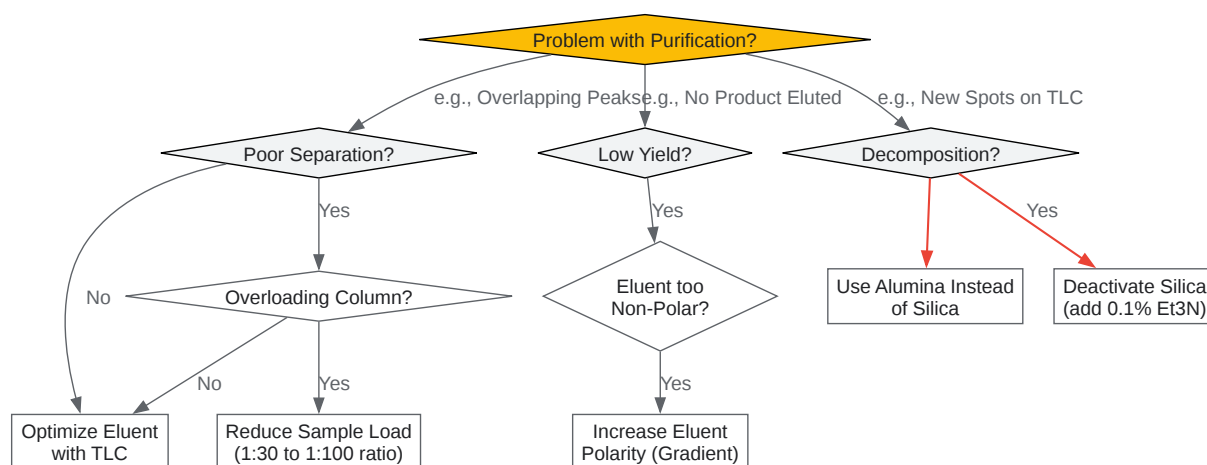 Problem with Purification?
e.g., Overlapping Peaks
e.g., No Product Eluted
e.g., New Spots on TLC
Poor Separation?
Low Yield?
Decomposition?
Yes
Yes
Yes
No
Overloading Column?
Eluent too
Non-Polar?
Use Alumina Instead
of Silica
Deactivate Silica
(add 0.1% Et3N)
No
Yes
Yes
Optimize Eluent
with TLC
Reduce Sample Load
(1:30 to 1:100 ratio)
Increase Eluent
Polarity (Gradient)